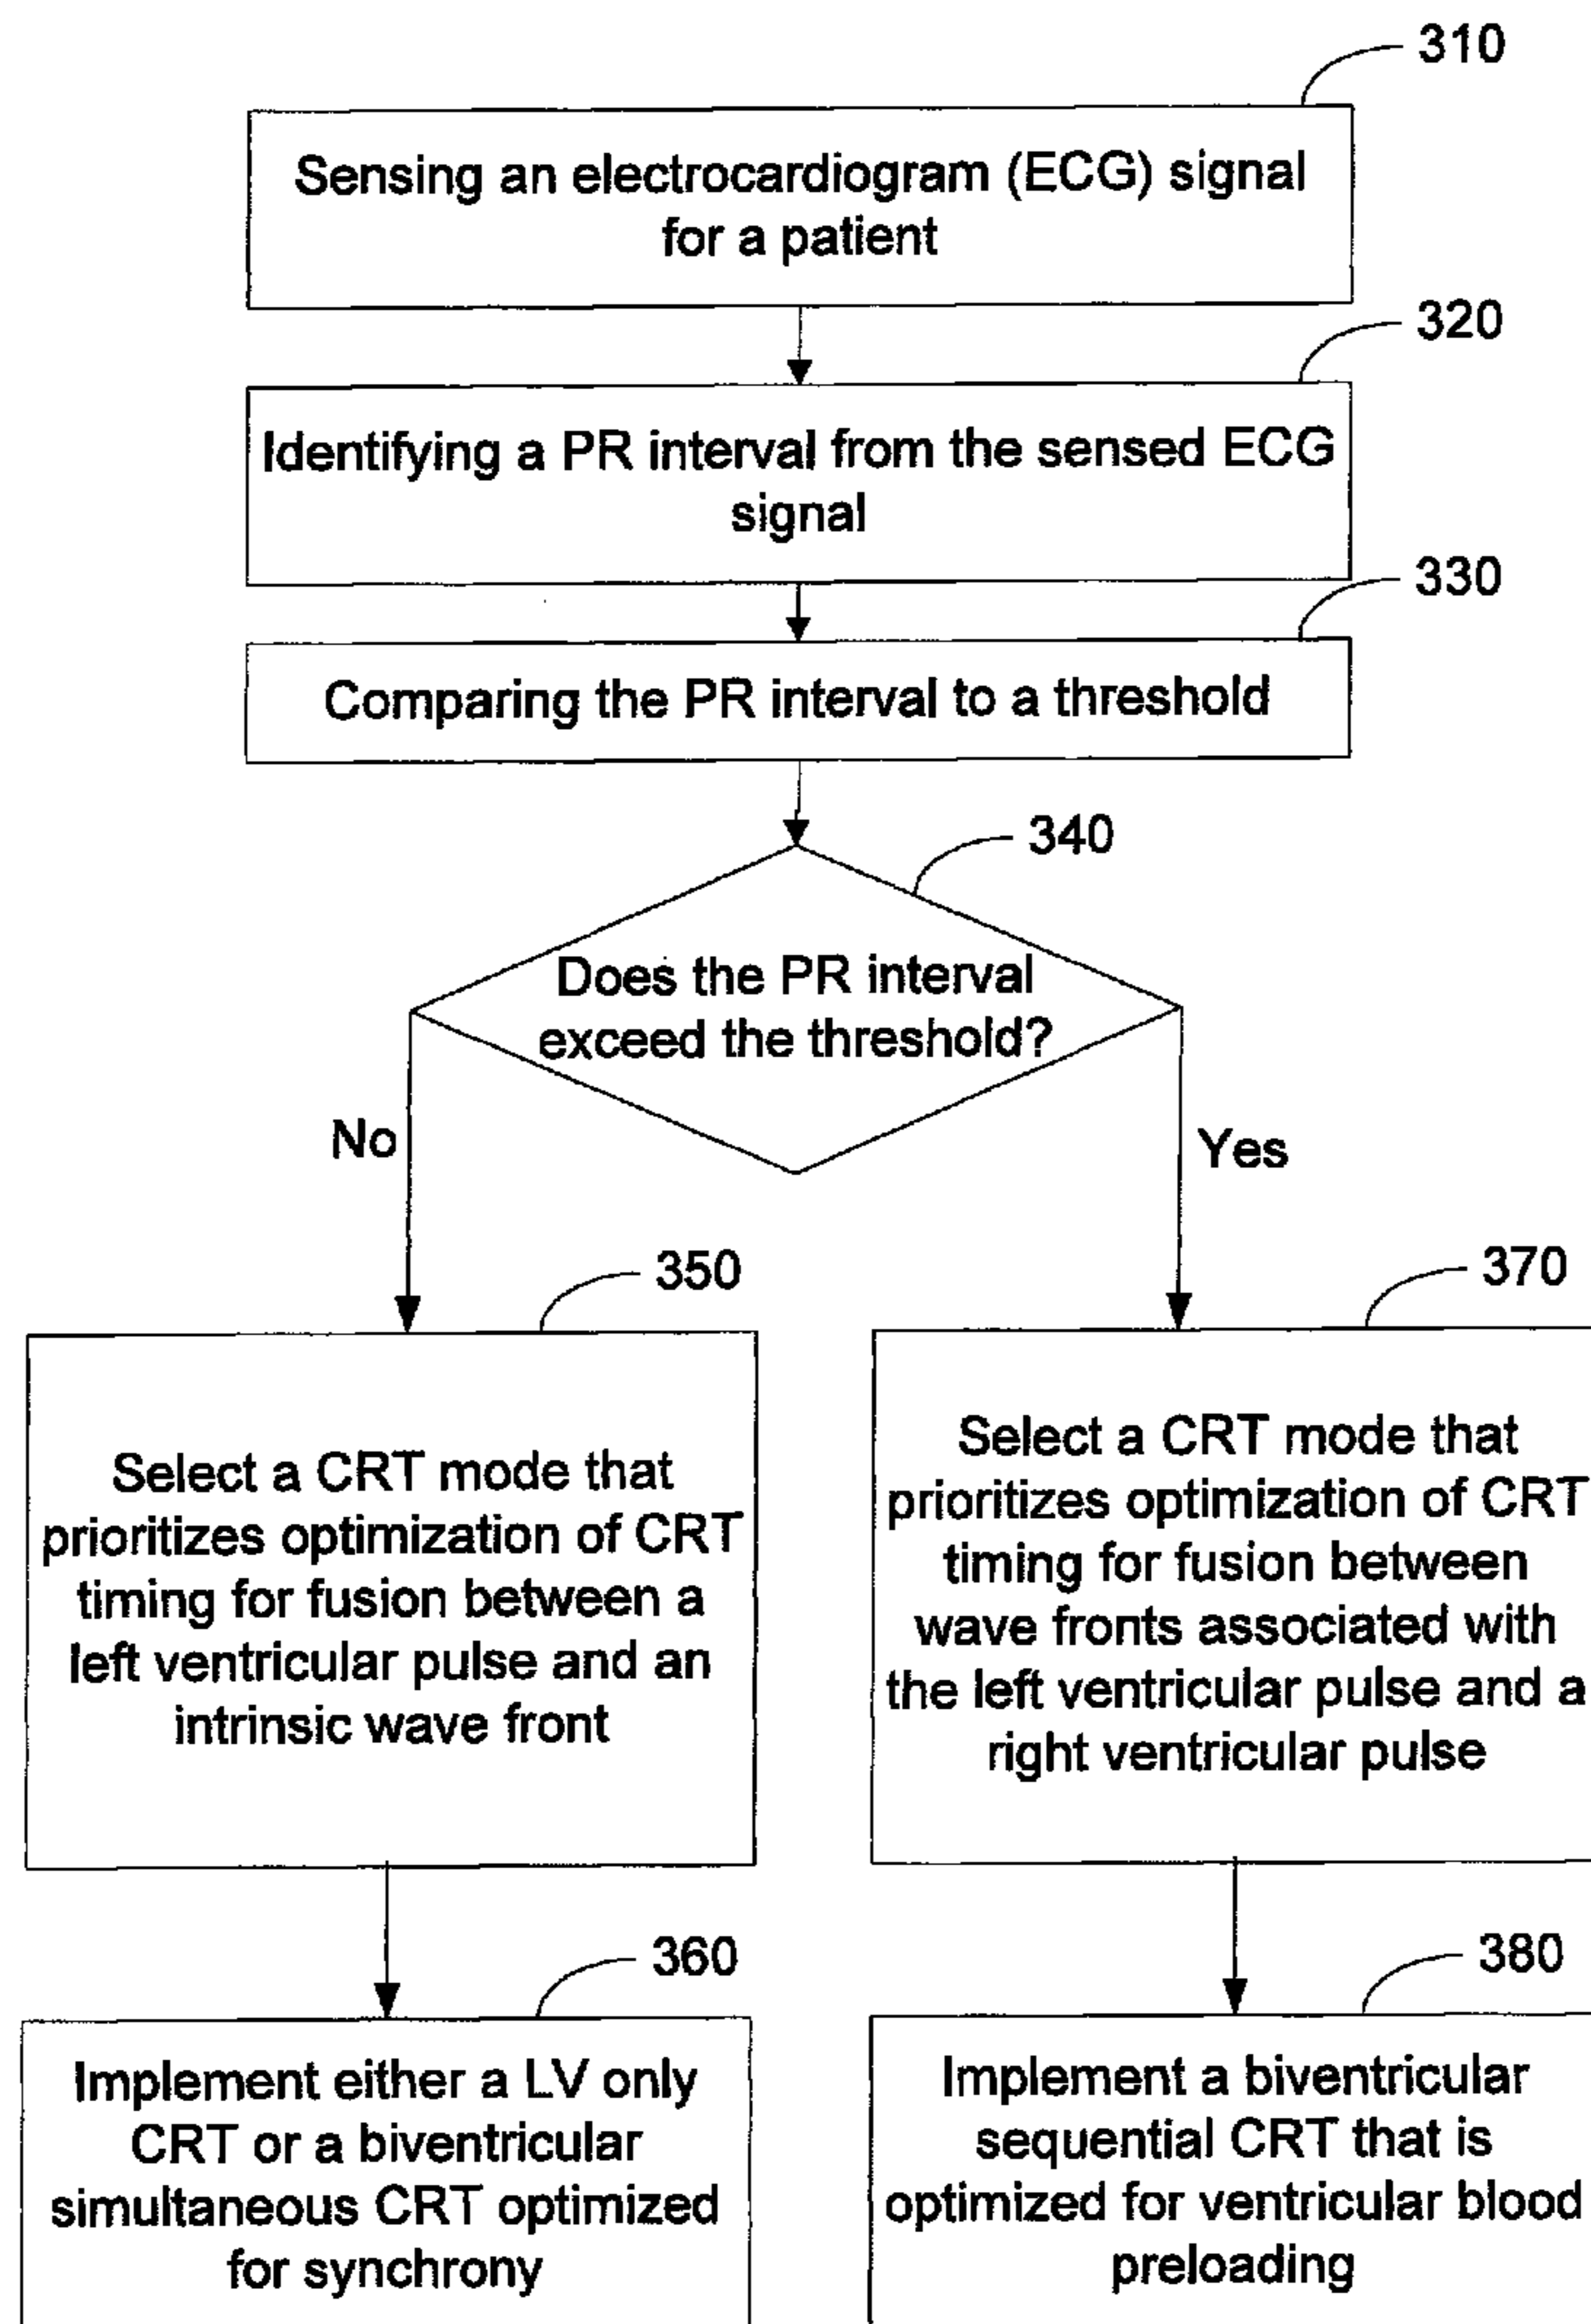 310
Sensing an electrocardiogram (ECG) signal
for a patient
320
Identifying a PR interval from the sensed ECG
signal
330
Comparing the PR interval to a threshold
340
Does the PR interval
exceed the threshold?
No
Yes
350
Select a CRT mode that
prioritizes optimization of CRT
timing for fusion between a
left ventricular pulse and an
intrinsic wave front
370
Select a CRT mode that
prioritizes optimization of CRT
timing for fusion between
wave fronts associated with
the left ventricular pulse and a
right ventricular pulse
360
Implement either a LV only
CRT or a biventricular
simultaneous CRT optimized
for synchrony
380
Implement a biventricular
sequential CRT that is
optimized for ventricular blood
preloading